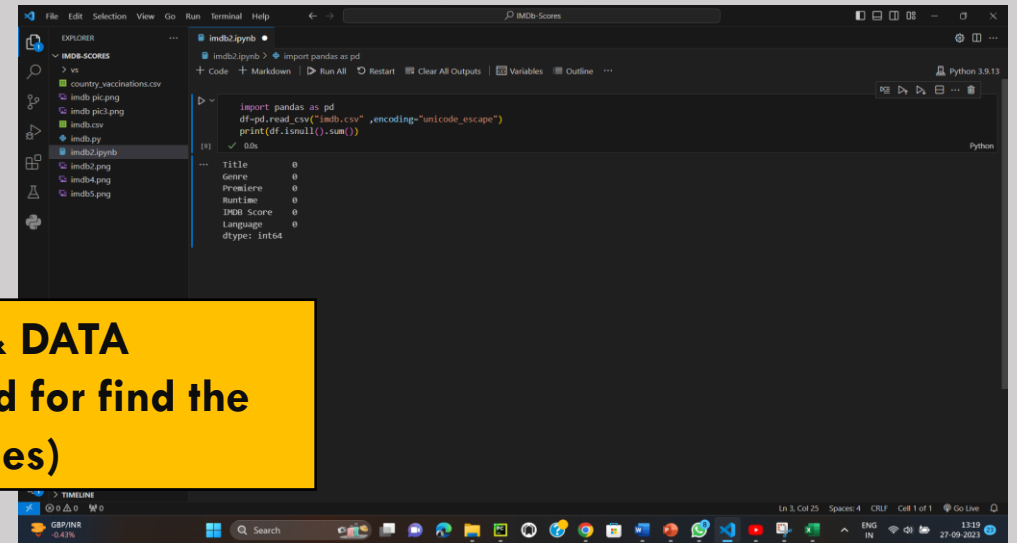 File Edit Selection View Go Run Terminal Help
IMDb-Scores
EXPLORER
IMDB-SCORES
vs
country_vaccinations.csv
imdb pic.png
imdb pic3.png
imdb.csv
imdb.py
imdb2.ipynb
imdb2.png
imdb4.png
imdb5.png
TIMELINE
imdb2.ipynb
imdb2.ipynb > import pandas as pd
+ Code + Markdown | Run All Restart Clear All Outputs | Variables Outline ...
Python 3.9.13
import pandas as pd
df=pd.read_csv("imdb.csv" ,encoding="unicode_escape")
print(df.isnull().sum())
[9] 0.0s
Python
Title 0
Genre 0
Premiere 0
Runtime 0
IMDB Score 0
Language 0
dtype: int64
& DATA
d for find the
es)
0 0 0
Ln 3, Col 25 Spaces: 4 CRLF Cell 1 of 1 Go Live
GBP/INR
-0.43%
Search
ENG
IN
13:19
27-09-2023